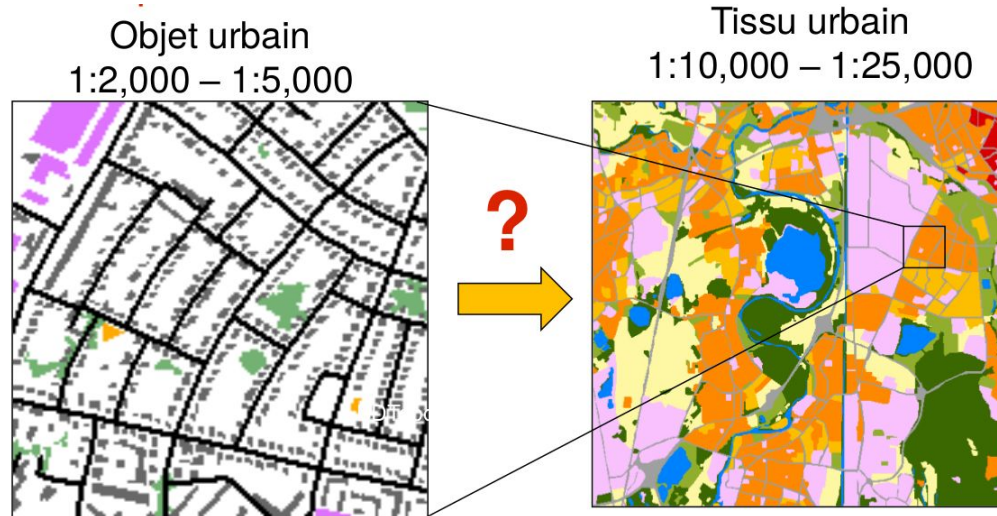 Objet urbain
1:2,000 – 1:5,000
?
Tissu urbain
1:10,000 – 1:25,000